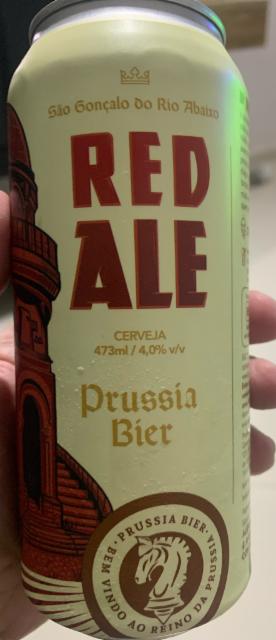 São Gonçalo do Rio Abaixo
RED
ALE
CERVEJA
473ml / 4,0% v/v
Prussia
Bier
· PRUSSIA BIER ·
BEM VINDO AO REINO DA PRUSSIA